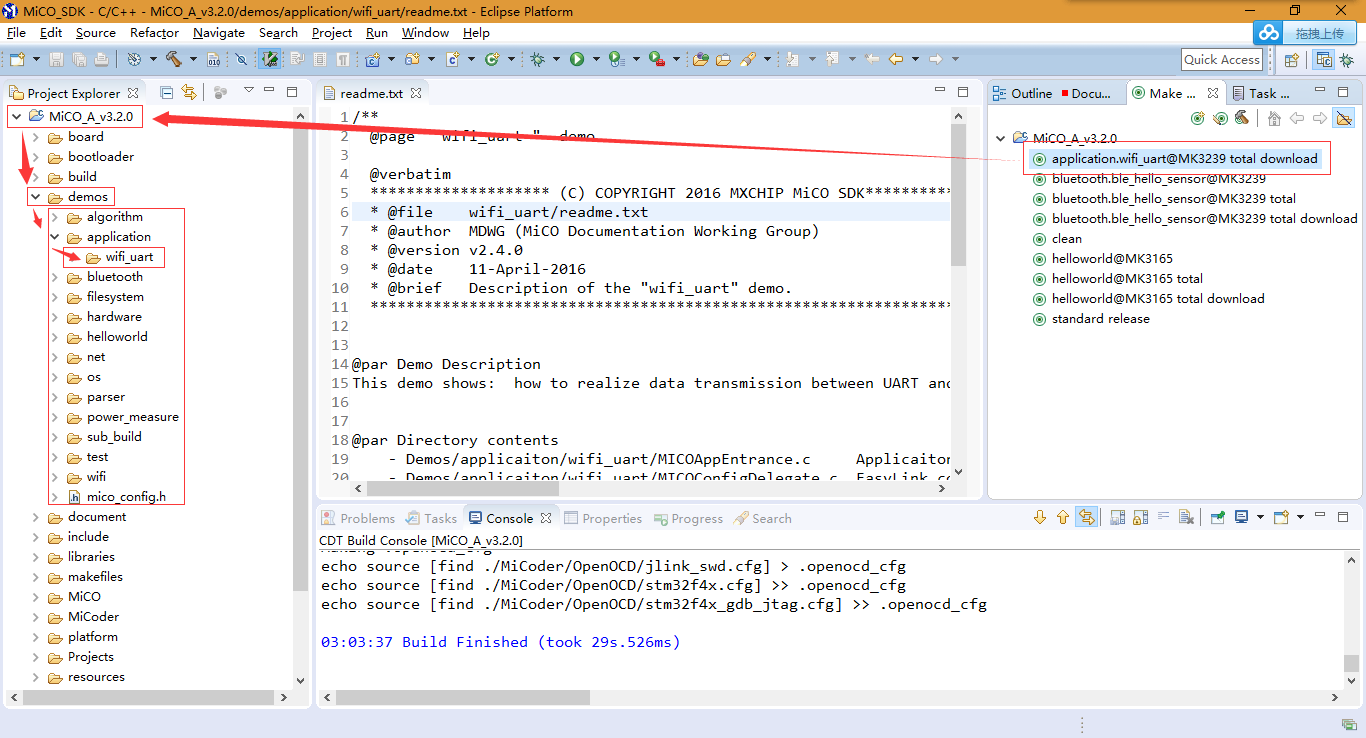 MiCO_SDK - C/C++ - MiCO_A_v3.2.0/demos/application/wifi_uart/readme.txt - Eclipse Platform
File Edit Source Refactor Navigate Search Project Run Window Help
拖拽上传
Quick Access
Project Explorer
MiCO_A_v3.2.0
board
bootloader
build
demos
algorithm
application
wifi_uart
bluetooth
filesystem
hardware
helloworld
net
os
parser
power_measure
sub_build
test
wifi
mico_config.h
document
include
libraries
makefiles
MiCO
MiCoder
platform
Projects
resources
readme.txt
1 /**
2 @page "wifi_uart" demo
3
4 @verbatim
5 ******************** (C) COPYRIGHT 2016 MXCHIP MiCO SDK**********
6 * @file wifi_uart/readme.txt
7 * @author MDWG (MiCO Documentation Working Group)
8 * @version v2.4.0
9 * @date 11-April-2016
10 * @brief Description of the "wifi_uart" demo.
11 ****************************************************************
12
13
14 @par Demo Description
15 This demo shows: how to realize data transmission between UART and
16
17
18 @par Directory contents
19 - Demos/applicaiton/wifi_uart/MICOAppEntrance.c Applicaiton
20 - Demos/application/wifi_uart/MICOConfigDelegate.c EasyLink co
Outline Docu... Make ... Task ...
MiCO_A_v3.2.0
application.wifi_uart@MK3239 total download
bluetooth.ble_hello_sensor@MK3239
bluetooth.ble_hello_sensor@MK3239 total
bluetooth.ble_hello_sensor@MK3239 total download
clean
helloworld@MK3165
helloworld@MK3165 total
helloworld@MK3165 total download
standard release
Problems Tasks Console Properties Progress Search
CDT Build Console [MiCO_A_v3.2.0]
Making .openocd_cfg
echo source [find ./MiCoder/OpenOCD/jlink_swd.cfg] > .openocd_cfg
echo source [find ./MiCoder/OpenOCD/stm32f4x.cfg] >> .openocd_cfg
echo source [find ./MiCoder/OpenOCD/stm32f4x_gdb_jtag.cfg] >> .openocd_cfg
03:03:37 Build Finished (took 29s.526ms)